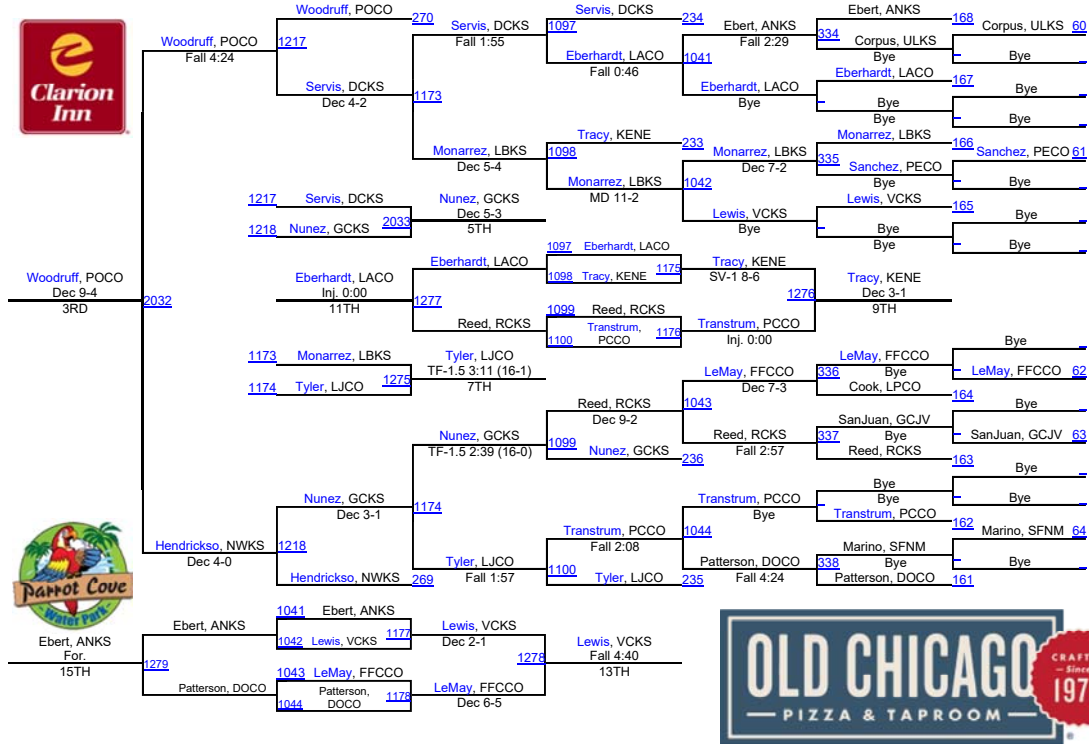 Woodruff, POCO 270 Servis, DCKS 234 Ebert, ANKS 168 Corpus, ULKS 60
Woodruff, POCO 1217 Servis, DCKS 1097 Ebert, ANKS 334 Corpus, ULKS Bye
Fall 4:24 Fall 1:55 Eberhardt, LACO 1041 Fall 2:29 Bye
Servis, DCKS 1173 Fall 0:46 Eberhardt, LACO Eberhardt, LACO 167 Bye
Dec 4-2 Bye Bye Bye
Bye
Clarion
Inn
Tracy, KENE 233 Monarrez, LBKS 166 Sanchez, PECO 61
Monarrez, LBKS 1098 Monarrez, LBKS 335 Sanchez, PECO Bye
Dec 5-4 Monarrez, LBKS 1042 Dec 7-2 Bye
MD 11-2 Lewis, VCKS Lewis, VCKS 165 Bye
Bye Bye Bye
Bye
1217 Servis, DCKS 2033 Nunez, GCKS
1218 Nunez, GCKS Dec 5-3
5TH
Woodruff, POCO 2032
Dec 9-4
3RD
Eberhardt, LACO 1277 Eberhardt, LACO 1097 Eberhardt, LACO 1175 Tracy, KENE 1276 Tracy, KENE
Inj. 0:00 1098 Tracy, KENE SV-1 8-6 Dec 3-1
11TH 9TH
Reed, RCKS 1099 Reed, RCKS 1176 Transtrum, PCCO
1100 Transtrum, Inj. 0:00
PCCO
1173 Monarrez, LBKS 1275 Tyler, LJCO
1174 Tyler, LJCO TF-1.5 3:11 (16-1)
7TH
LeMay, FFCCO 336 LeMay, FFCCO Bye
Dec 7-3 Bye LeMay, FFCCO 62
Reed, RCKS 1043 Cook, LPCO 164 Bye
Dec 9-2 Reed, RCKS 337 SanJuan, GCJV SanJuan, GCJV 63
Fall 2:57 Bye
Nunez, GCKS 1099 Nunez, GCKS 236 Reed, RCKS 163 Bye
TF-1.5 2:39 (16-0) Bye Bye
Nunez, GCKS 1174 Transtrum, PCCO Bye
Dec 3-1 Bye Transtrum, PCCO 162 Marino, SFNM 64
Hendrickso, NWKS 1218 Transtrum, PCCO 1044 Marino, SFNM Bye
Dec 4-0 Fall 2:08 Patterson, DOCO 338 Bye
Tyler, LJCO 1100 Fall 4:24 Patterson, DOCO 161
Fall 1:57
Hendrickso, NWKS 269 Tyler, LJCO 235
Parrot Cove
Water Park
Ebert, ANKS 1279 Ebert, ANKS 1041 Ebert, ANKS 1177 Lewis, VCKS 1278 Lewis, VCKS
For. 1042 Lewis, VCKS Dec 2-1 Fall 4:40
15TH 13TH
Patterson, DOCO 1043 LeMay, FFCCO 1178 LeMay, FFCCO
1044 Patterson, Dec 6-5
DOCO
OLD CHICAGO
PIZZA & TAPROOM
CRAFT
Since
197